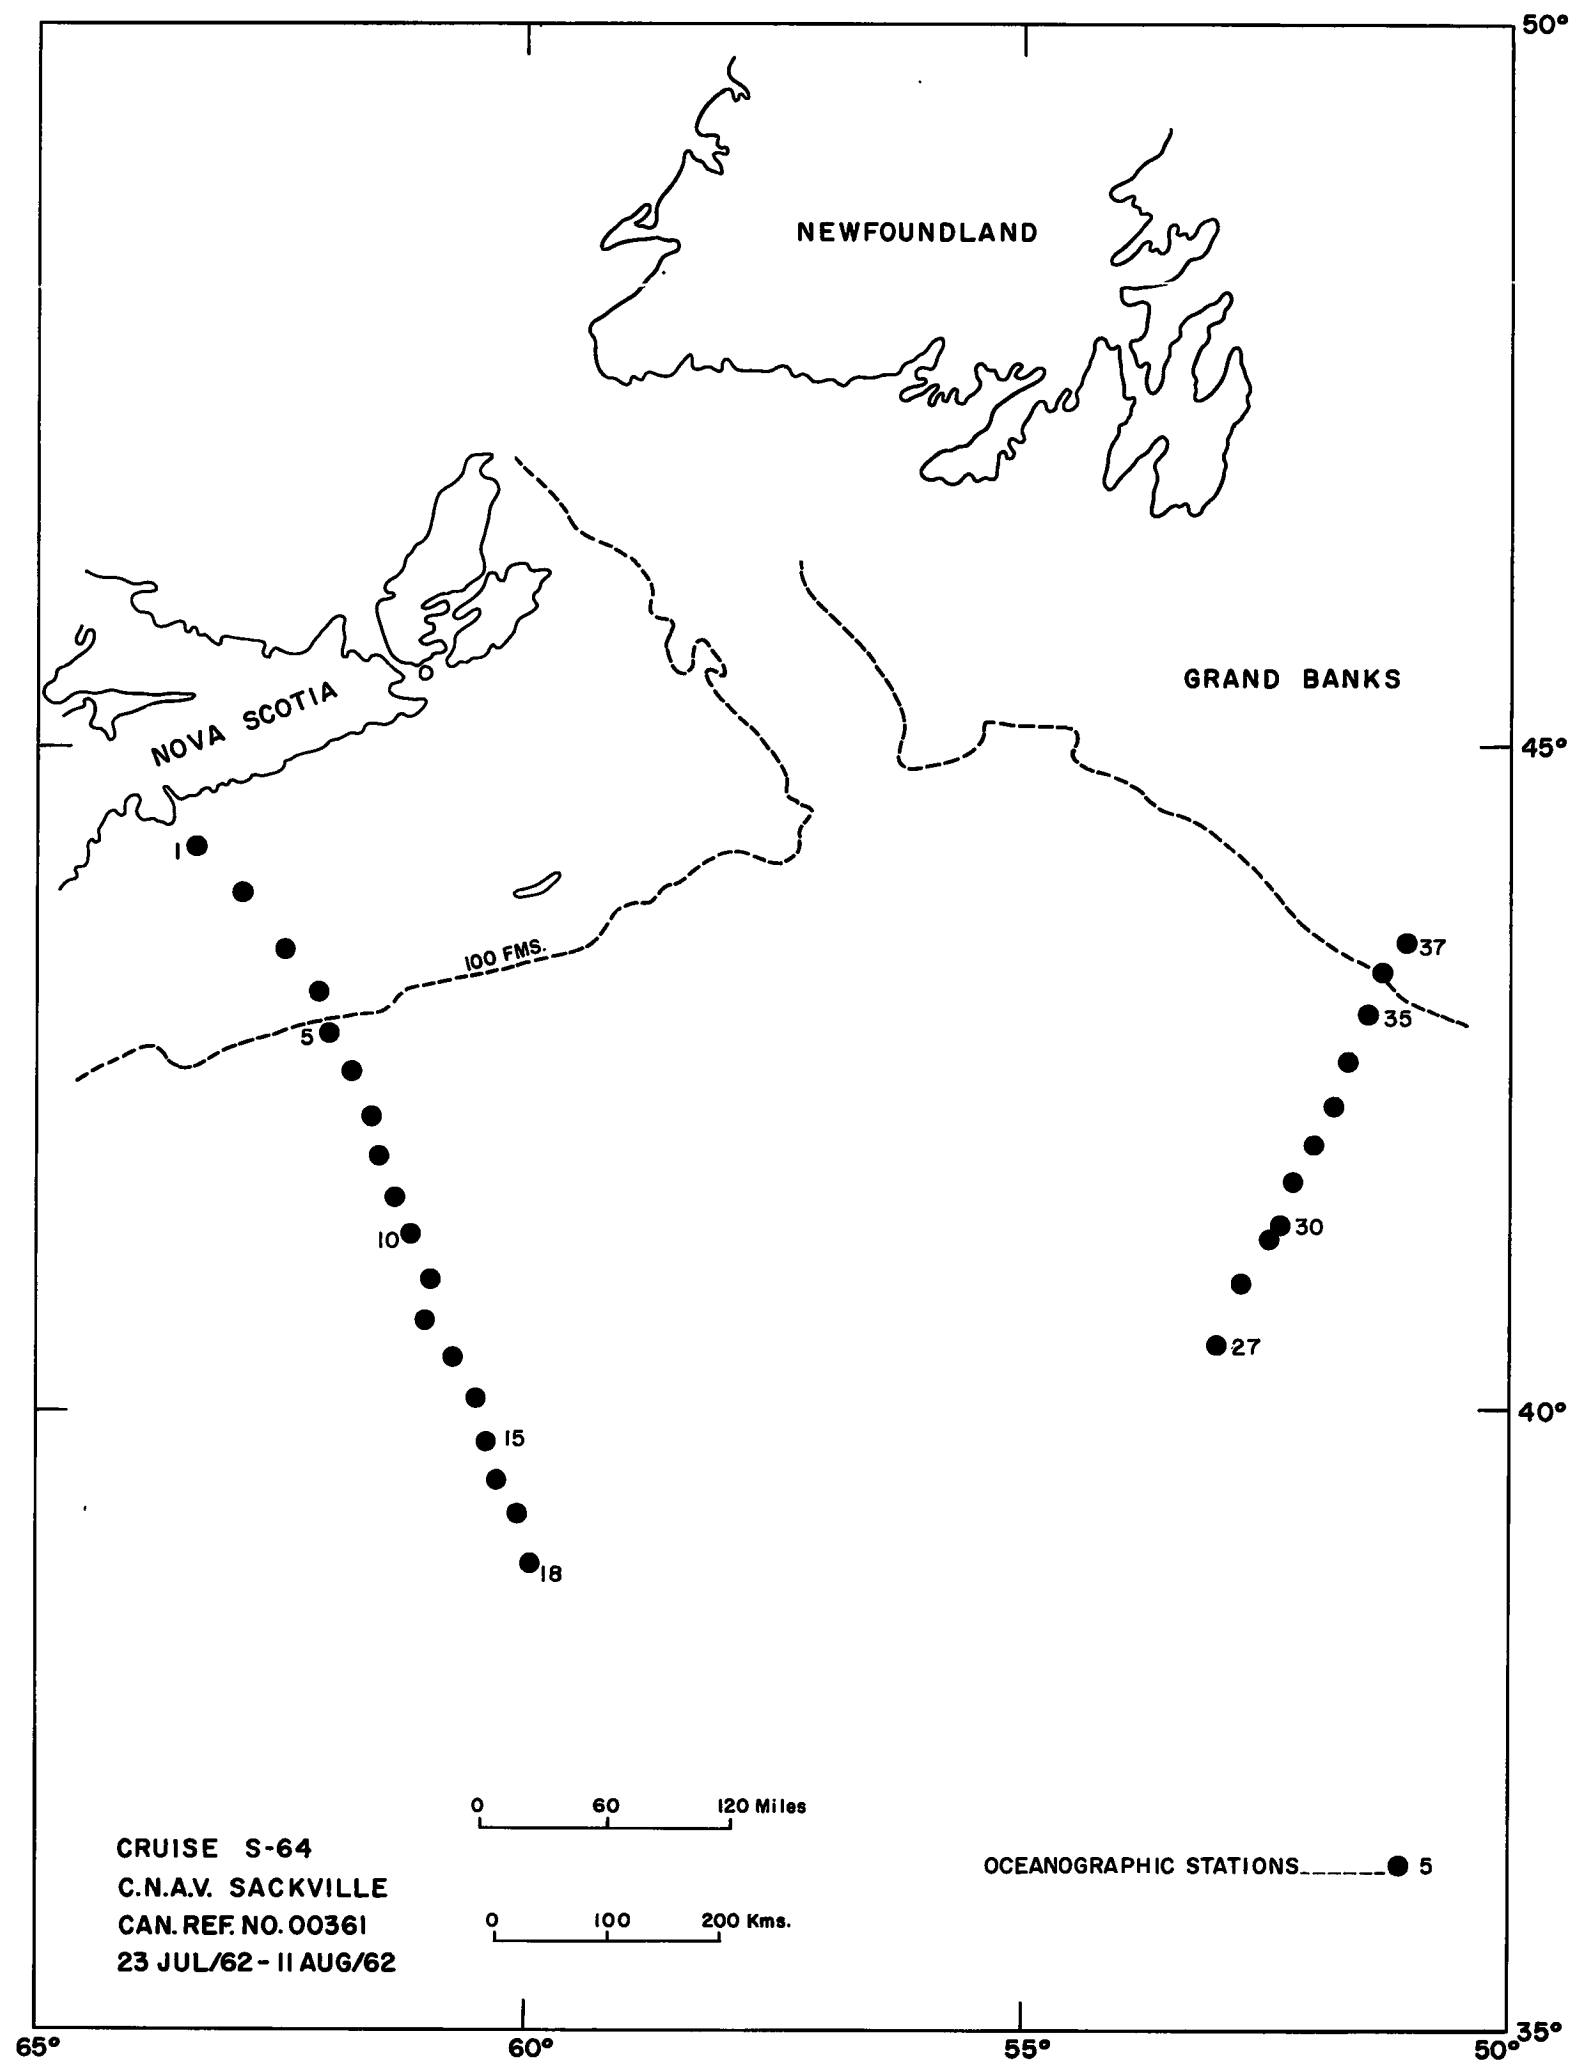 50°
NEWFOUNDLAND
GRAND BANKS
NOVA SCOTIA
45°
1
37
100 FMS.
35
5
30
10
27
40°
15
18
0 60 120 Miles
CRUISE S-64
C.N.A.V. SACKVILLE
CAN. REF. NO. 00361
23 JUL/62 - 11 AUG/62
OCEANOGRAPHIC STATIONS______ 5
0 100 200 Kms.
65° 60° 55° 50° 35°